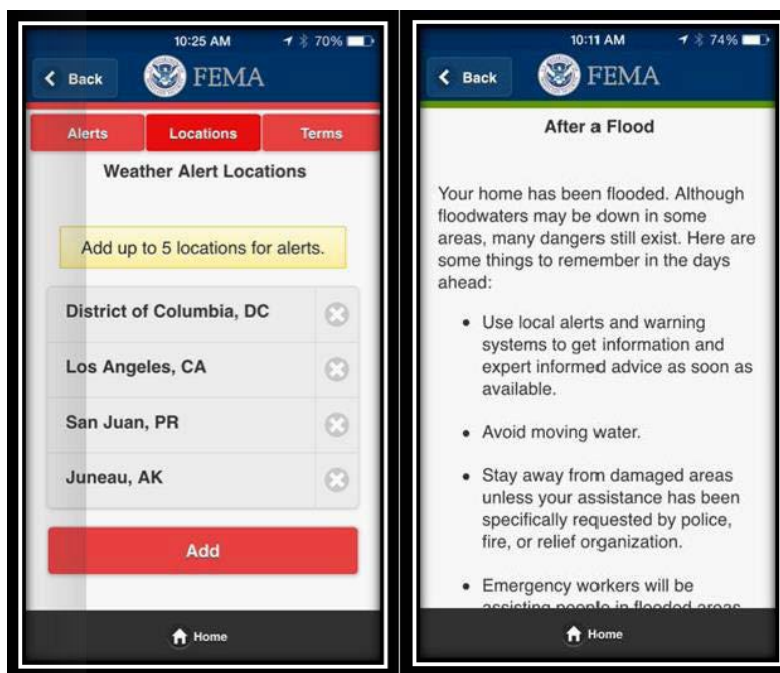 10:25 AM 70%
Back FEMA
Alerts Locations Terms
Weather Alert Locations
Add up to 5 locations for alerts.
District of Columbia, DC
Los Angeles, CA
San Juan, PR
Juneau, AK
Add
Home
10:11 AM 74%
Back FEMA
After a Flood
Your home has been flooded. Although
floodwaters may be down in some
areas, many dangers still exist. Here are
some things to remember in the days
ahead:
• Use local alerts and warning
systems to get information and
expert informed advice as soon as
available.
• Avoid moving water.
• Stay away from damaged areas
unless your assistance has been
specifically requested by police,
fire, or relief organization.
• Emergency workers will be
assisting people in flooded areas
Home